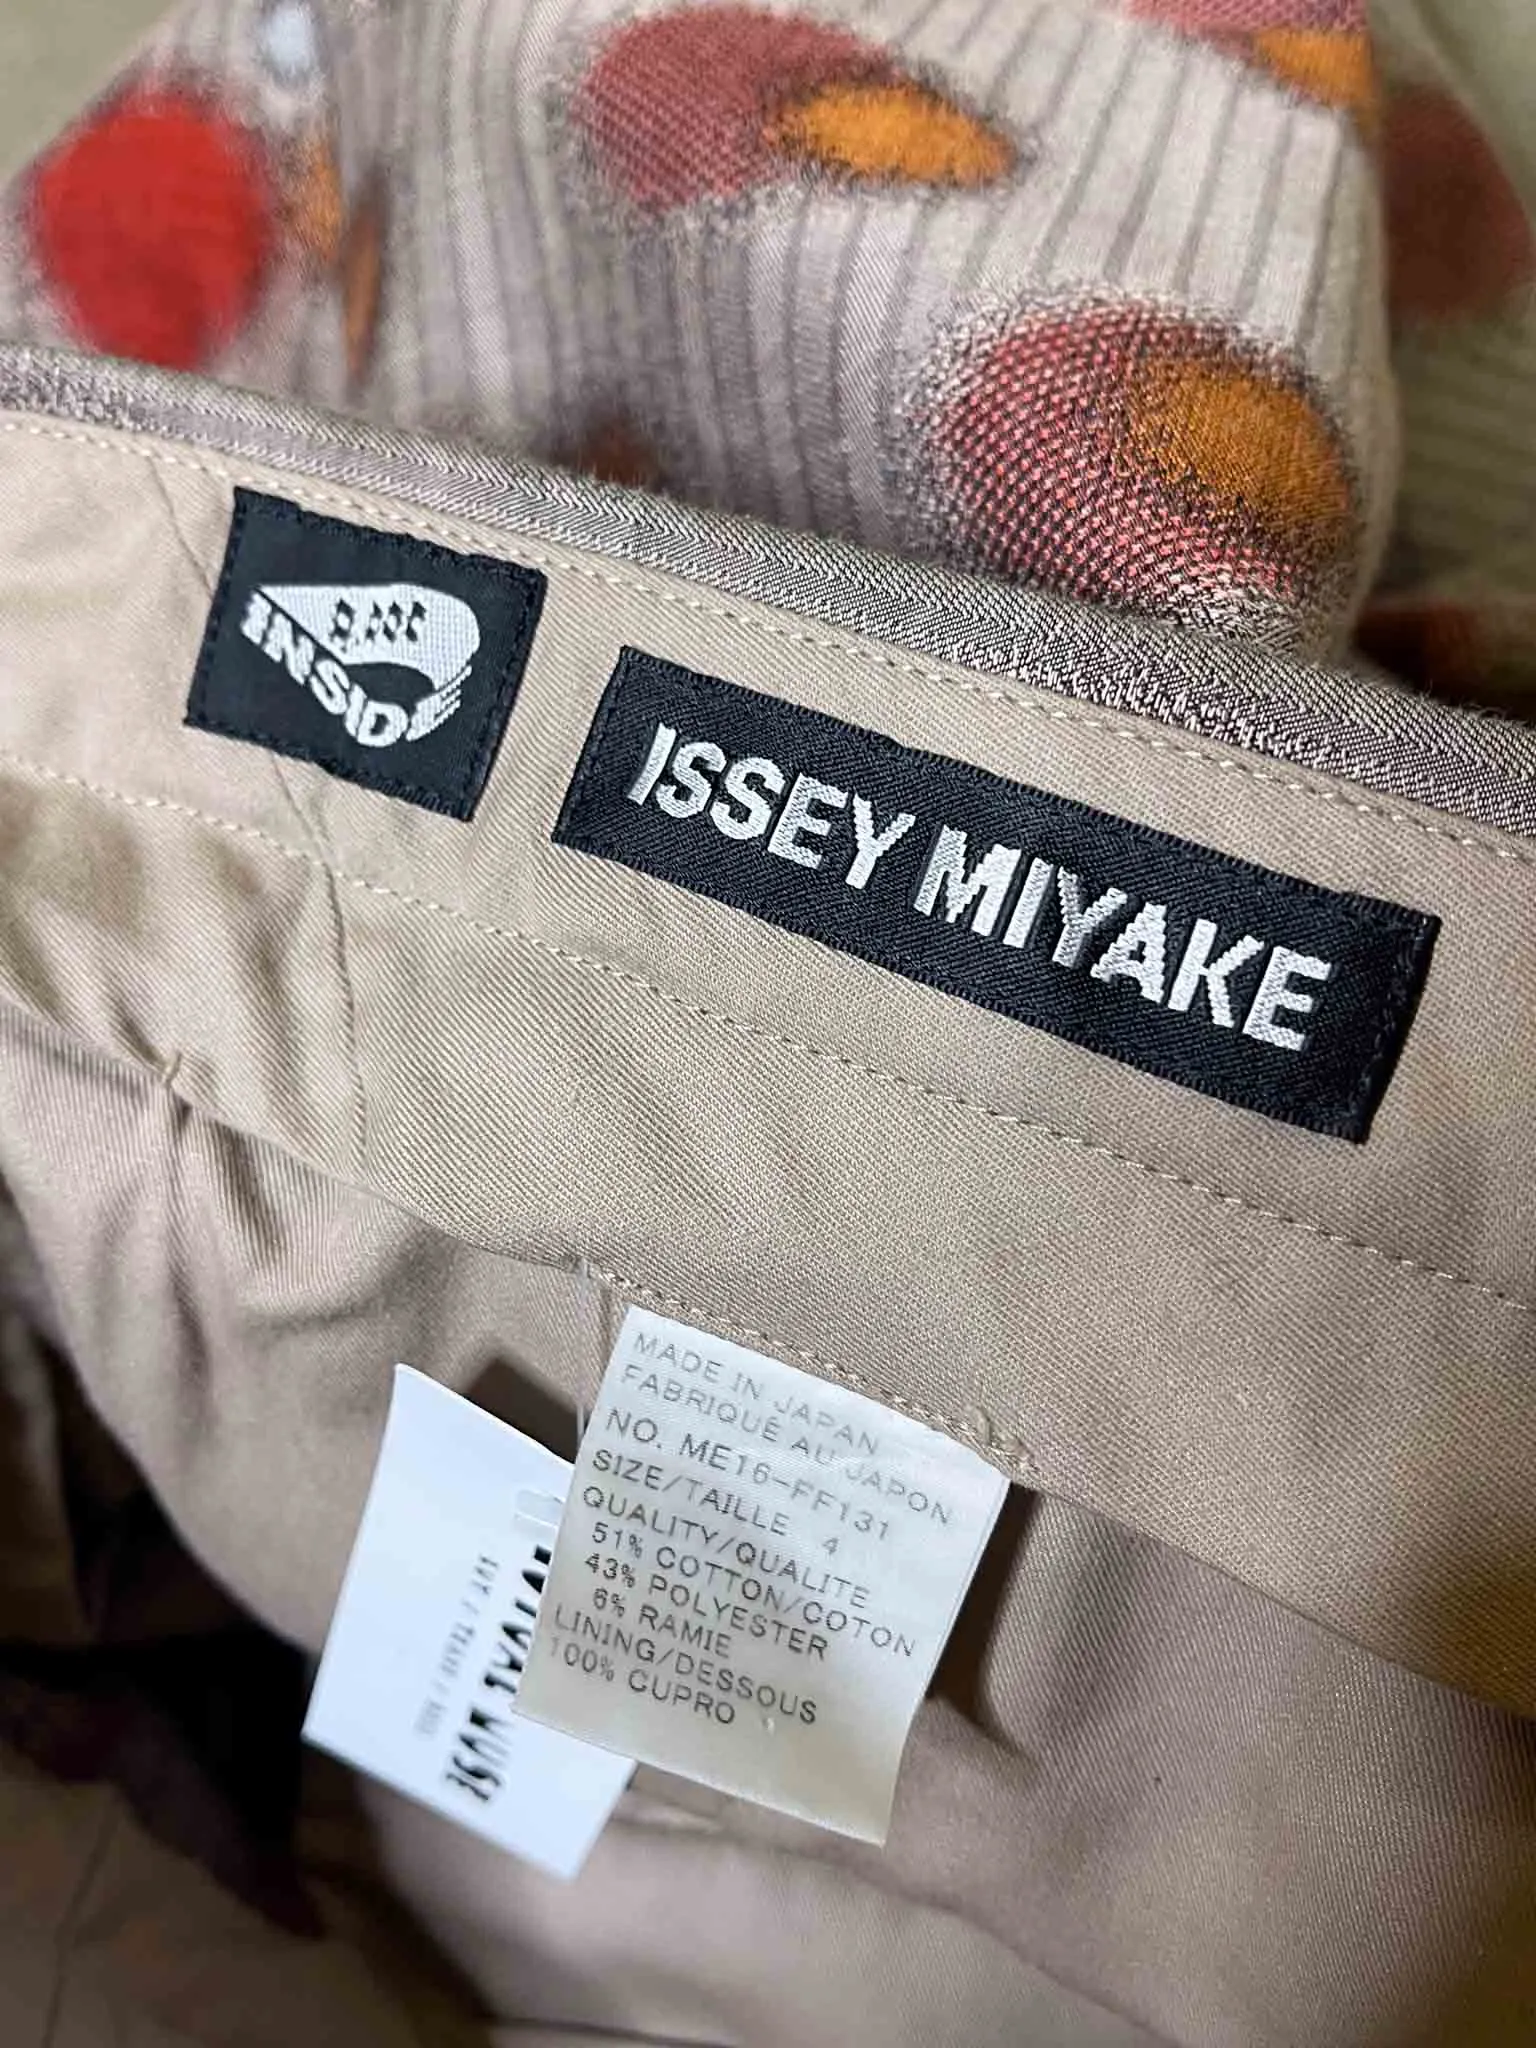 INSIDE
ISSEY MIYAKE
MADE IN JAPAN
FABRIQUÉ AU JAPON
NO. ME16-FF131
SIZE/TAILLE 4
QUALITY/QUALITE
51% COTTON/COTON
43% POLYESTER
6% RAMIE
LINING/DESSOUS
100% CUPRO